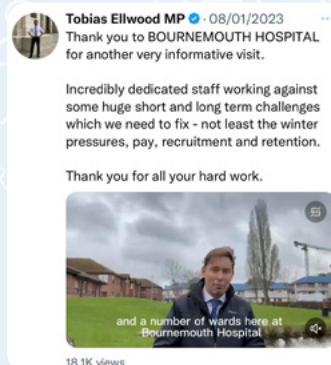 Tobias Ellwood MP · 08/01/2023
Thank you to BOURNEMOUTH HOSPITAL
for another very informative visit.
Incredibly dedicated staff working against
some huge short and long term challenges
which we need to fix - not least the winter
pressures, pay, recruitment and retention.
Thank you for all your hard work.
and a number of wards here at
Bournemouth Hospital
18.1K views